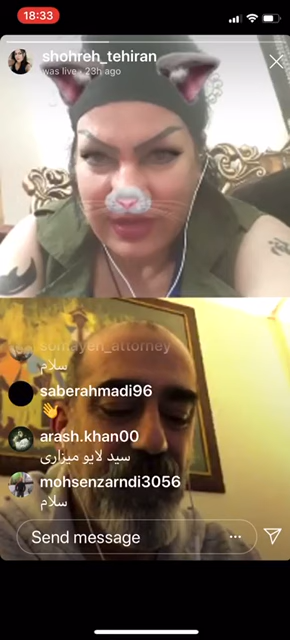 18:33
shohreh_tehiran
was live · 23h ago
somayeh_attorney
سلام
saberahmadi96
👋
arash.khan00
سید لایو میزاری
mohsenzarndi3056
سلام
Send message